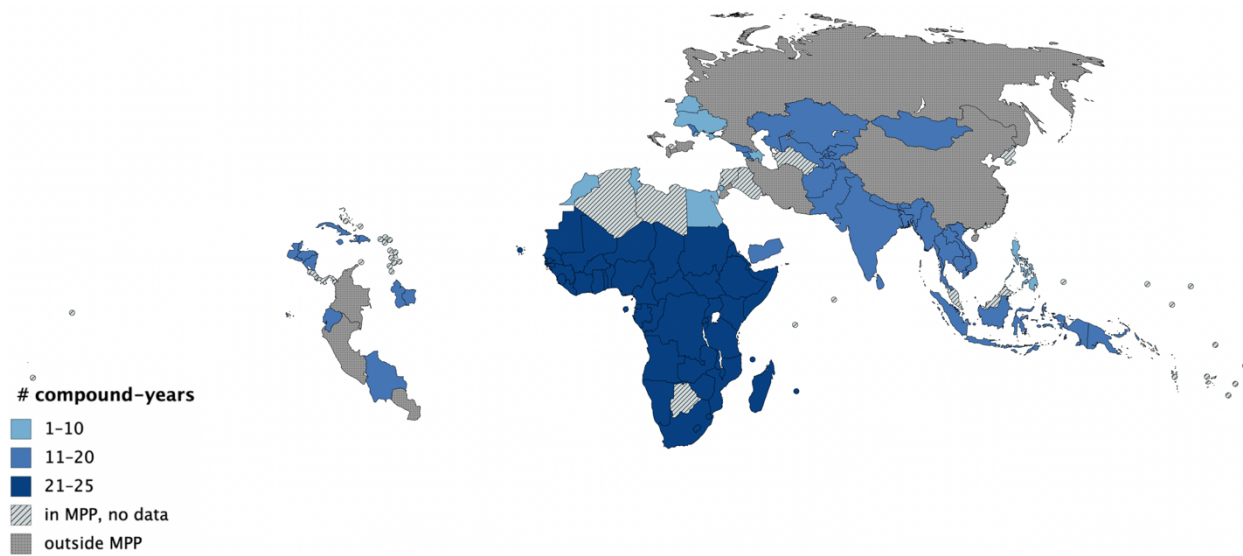 # compound-years
1–10
11–20
21–25
in MPP, no data
outside MPP